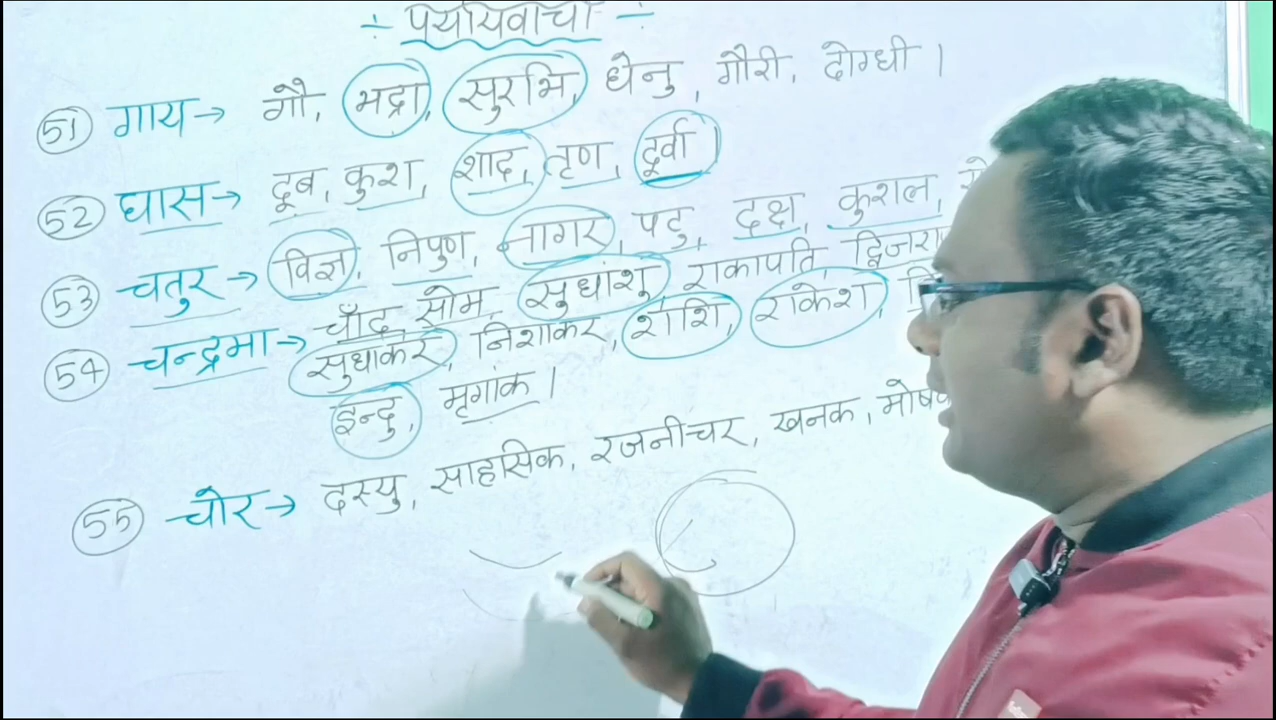 ÷ पर्यायवाची ÷
51 गाय→ गौ, भद्रा, सुरभि, धेनु, गौरी, दोग्धी ।
52 घास→ दूब, कुश, शाद, तृण, दूर्वा ।
53 चतुर→ विज्ञ, निपुण, नागर, पटु, दक्ष, कुशल,
54 चन्द्रमा→ चाँद, सोम, सुधांशु, राकापति,
सुधाकर, निशाकर, शशि, राकेश,
इन्दु, मृगांक ।
55 चोर→ दस्यु, साहसिक, रजनीचर, खनक,